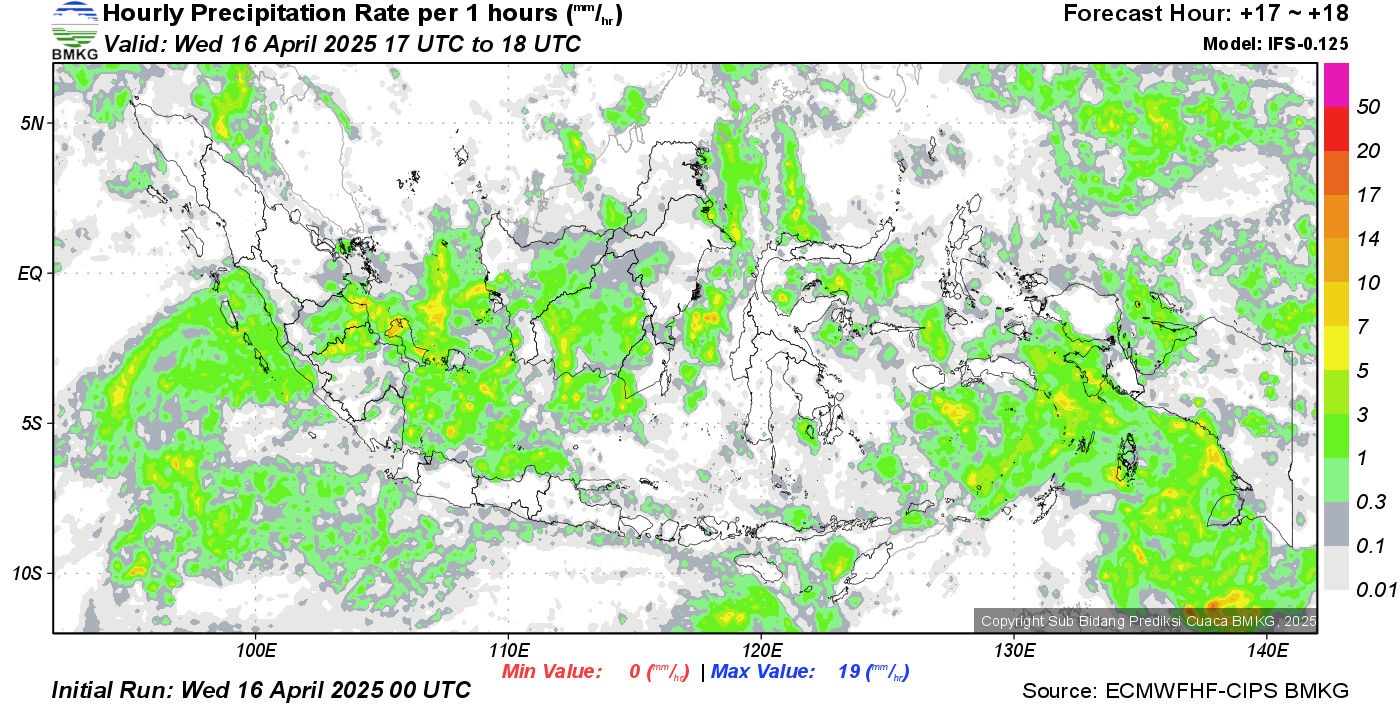 Hourly Precipitation Rate per 1 hours (mm/hr)
Forecast Hour: +17 ~ +18
BMKG
Valid: Wed 16 April 2025 17 UTC to 18 UTC
Model: IFS-0.125
5N
EQ
5S
10S
50
20
17
14
10
7
5
3
1
0.3
0.1
0.01
Copyright Sub Bidang Prediksi Cuaca BMKG, 2025
100E
110E
120E
130E
140E
Min Value: 0 (mm/hr) | Max Value: 19 (mm/hr)
Initial Run: Wed 16 April 2025 00 UTC
Source: ECMWFHF-CIPS BMKG